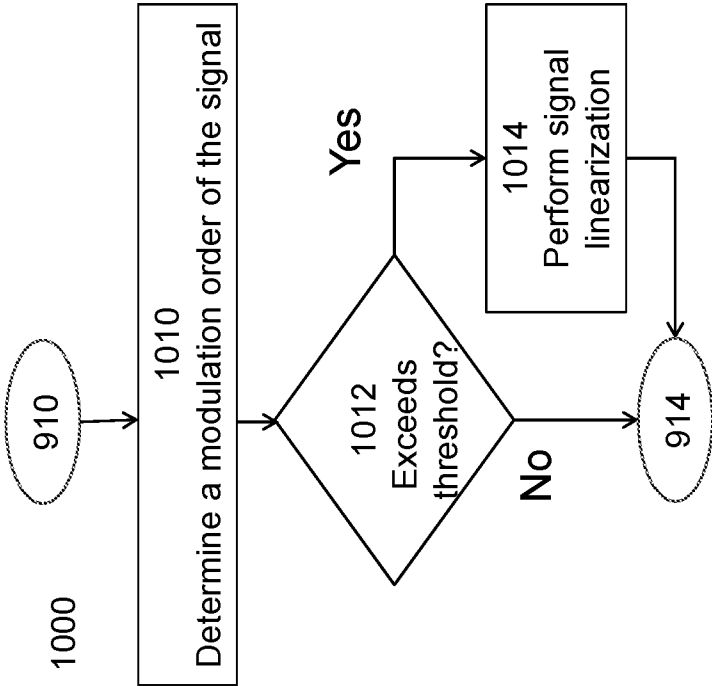 1000
910
1010
Determine a modulation order of the signal
1012
Exceeds
threshold?
Yes
No
1014
Perform signal
linearization
914